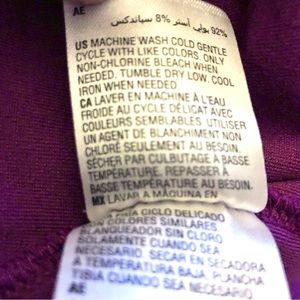 AE
92% بولي أستر 8% سباندكس
US MACHINE WASH COLD GENTLE
CYCLE WITH LIKE COLORS. ONLY
NON-CHLORINE BLEACH WHEN
NEEDED. TUMBLE DRY LOW. COOL
IRON WHEN NEEDED
CA LAVER EN MACHINE À L'EAU
FROIDE AU CYCLE DÉLICAT AVEC
COULEURS SEMBLABLES. UTILISER
UN AGENT DE BLANCHIMENT NON
CHLORÉ SEULEMENT AU BESOIN.
SÉCHER PAR CULBUTAGE À BASSE
TEMPÉRATURE. REPASSER À
BASSE TEMPÉRATURE AU BESOIN.
MX LAVAR A MÁQUINA EN
CICLO DELICADO
COLORES SIMILARES
BLANQUEADOR SIN CLORO
SOLAMENTE CUANDO SEA
NECESARIO. SECAR EN SECADORA
A TEMPERATURA BAJA. PLANCHA
TIBIA CUANDO SEA NECESARIO
AE